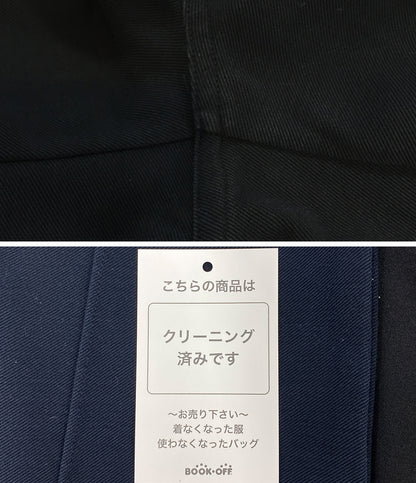 こちらの商品は
クリーニング
済みです
〜お売り下さい〜
着なくなった服
使わなくなったバッグ
BOOK・OFF